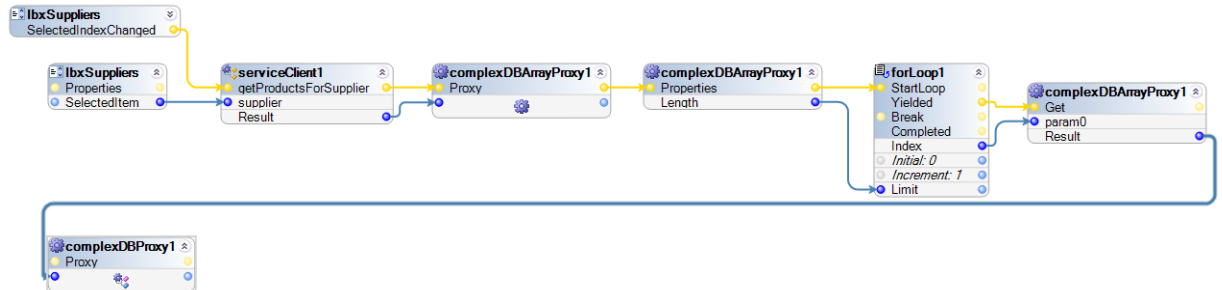 lbxSuppliers
SelectedIndexChanged
lbxSuppliers
Properties
SelectedItem
serviceClient1
getProductsForSupplier
supplier
Result
complexDBArrayProxy1
Proxy
complexDBArrayProxy1
Properties
Length
forLoop1
StartLoop
Yielded
Break
Completed
Index
Initial: 0
Increment: 1
Limit
complexDBArrayProxy1
Get
param0
Result
complexDBProxy1
Proxy